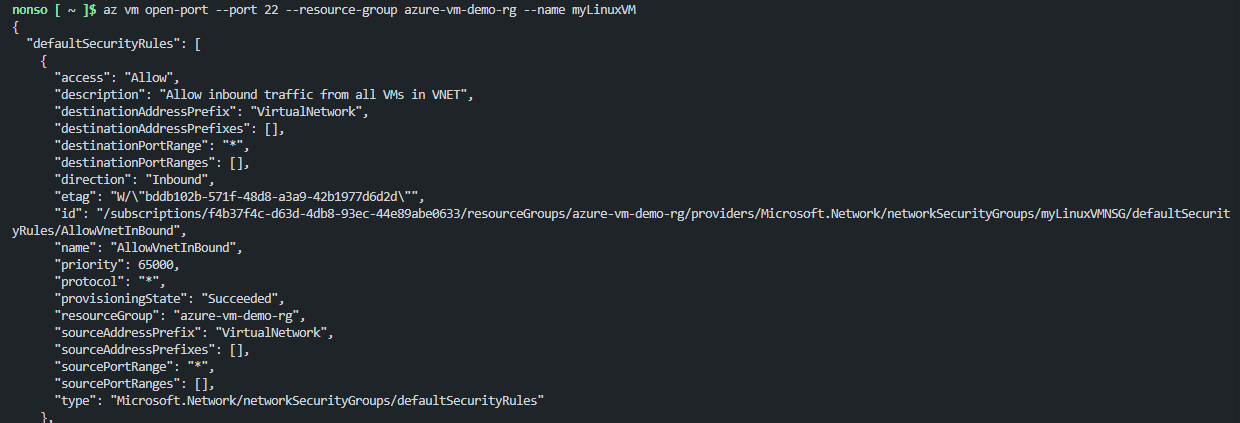 nonso [ ~ ]$ az vm open-port --port 22 --resource-group azure-vm-demo-rg --name myLinuxVM
{
  "defaultSecurityRules": [
    {
      "access": "Allow",
      "description": "Allow inbound traffic from all VMs in VNET",
      "destinationAddressPrefix": "VirtualNetwork",
      "destinationAddressPrefixes": [],
      "destinationPortRange": "*",
      "destinationPortRanges": [],
      "direction": "Inbound",
      "etag": "W/\"bddb102b-571f-48d8-a3a9-42b1977d6d2d\"",
      "id": "/subscriptions/f4b37f4c-d63d-4db8-93ec-44e89abe0633/resourceGroups/azure-vm-demo-rg/providers/Microsoft.Network/networkSecurityGroups/myLinuxVMNSG/defaultSecurit
yRules/AllowVnetInBound",
      "name": "AllowVnetInBound",
      "priority": 65000,
      "protocol": "*",
      "provisioningState": "Succeeded",
      "resourceGroup": "azure-vm-demo-rg",
      "sourceAddressPrefix": "VirtualNetwork",
      "sourceAddressPrefixes": [],
      "sourcePortRange": "*",
      "sourcePortRanges": [],
      "type": "Microsoft.Network/networkSecurityGroups/defaultSecurityRules"
    },